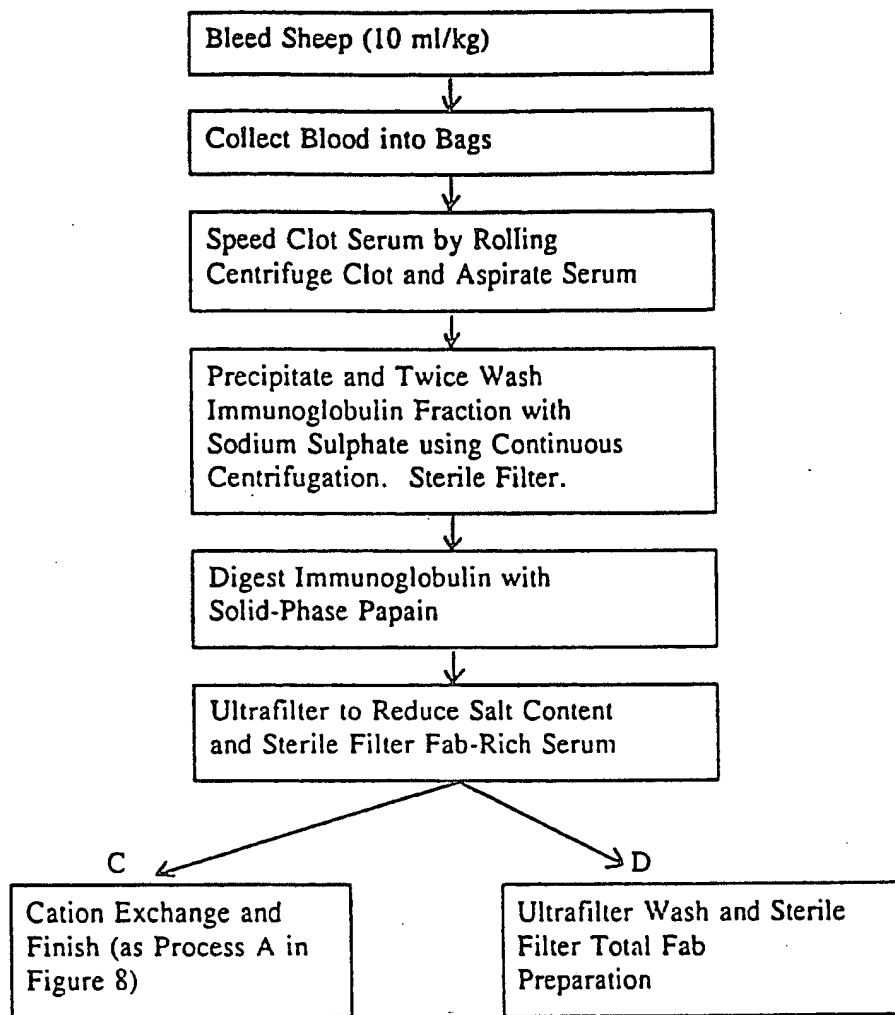 Bleed Sheep (10 ml/kg)
Collect Blood into Bags
Speed Clot Serum by Rolling
Centrifuge Clot and Aspirate Serum
Precipitate and Twice Wash
Immunoglobulin Fraction with
Sodium Sulphate using Continuous
Centrifugation. Sterile Filter.
Digest Immunoglobulin with
Solid-Phase Papain
Ultrafilter to Reduce Salt Content
and Sterile Filter Fab-Rich Serum
C
Cation Exchange and
Finish (as Process A in
Figure 8)
D
Ultrafilter Wash and Sterile
Filter Total Fab
Preparation